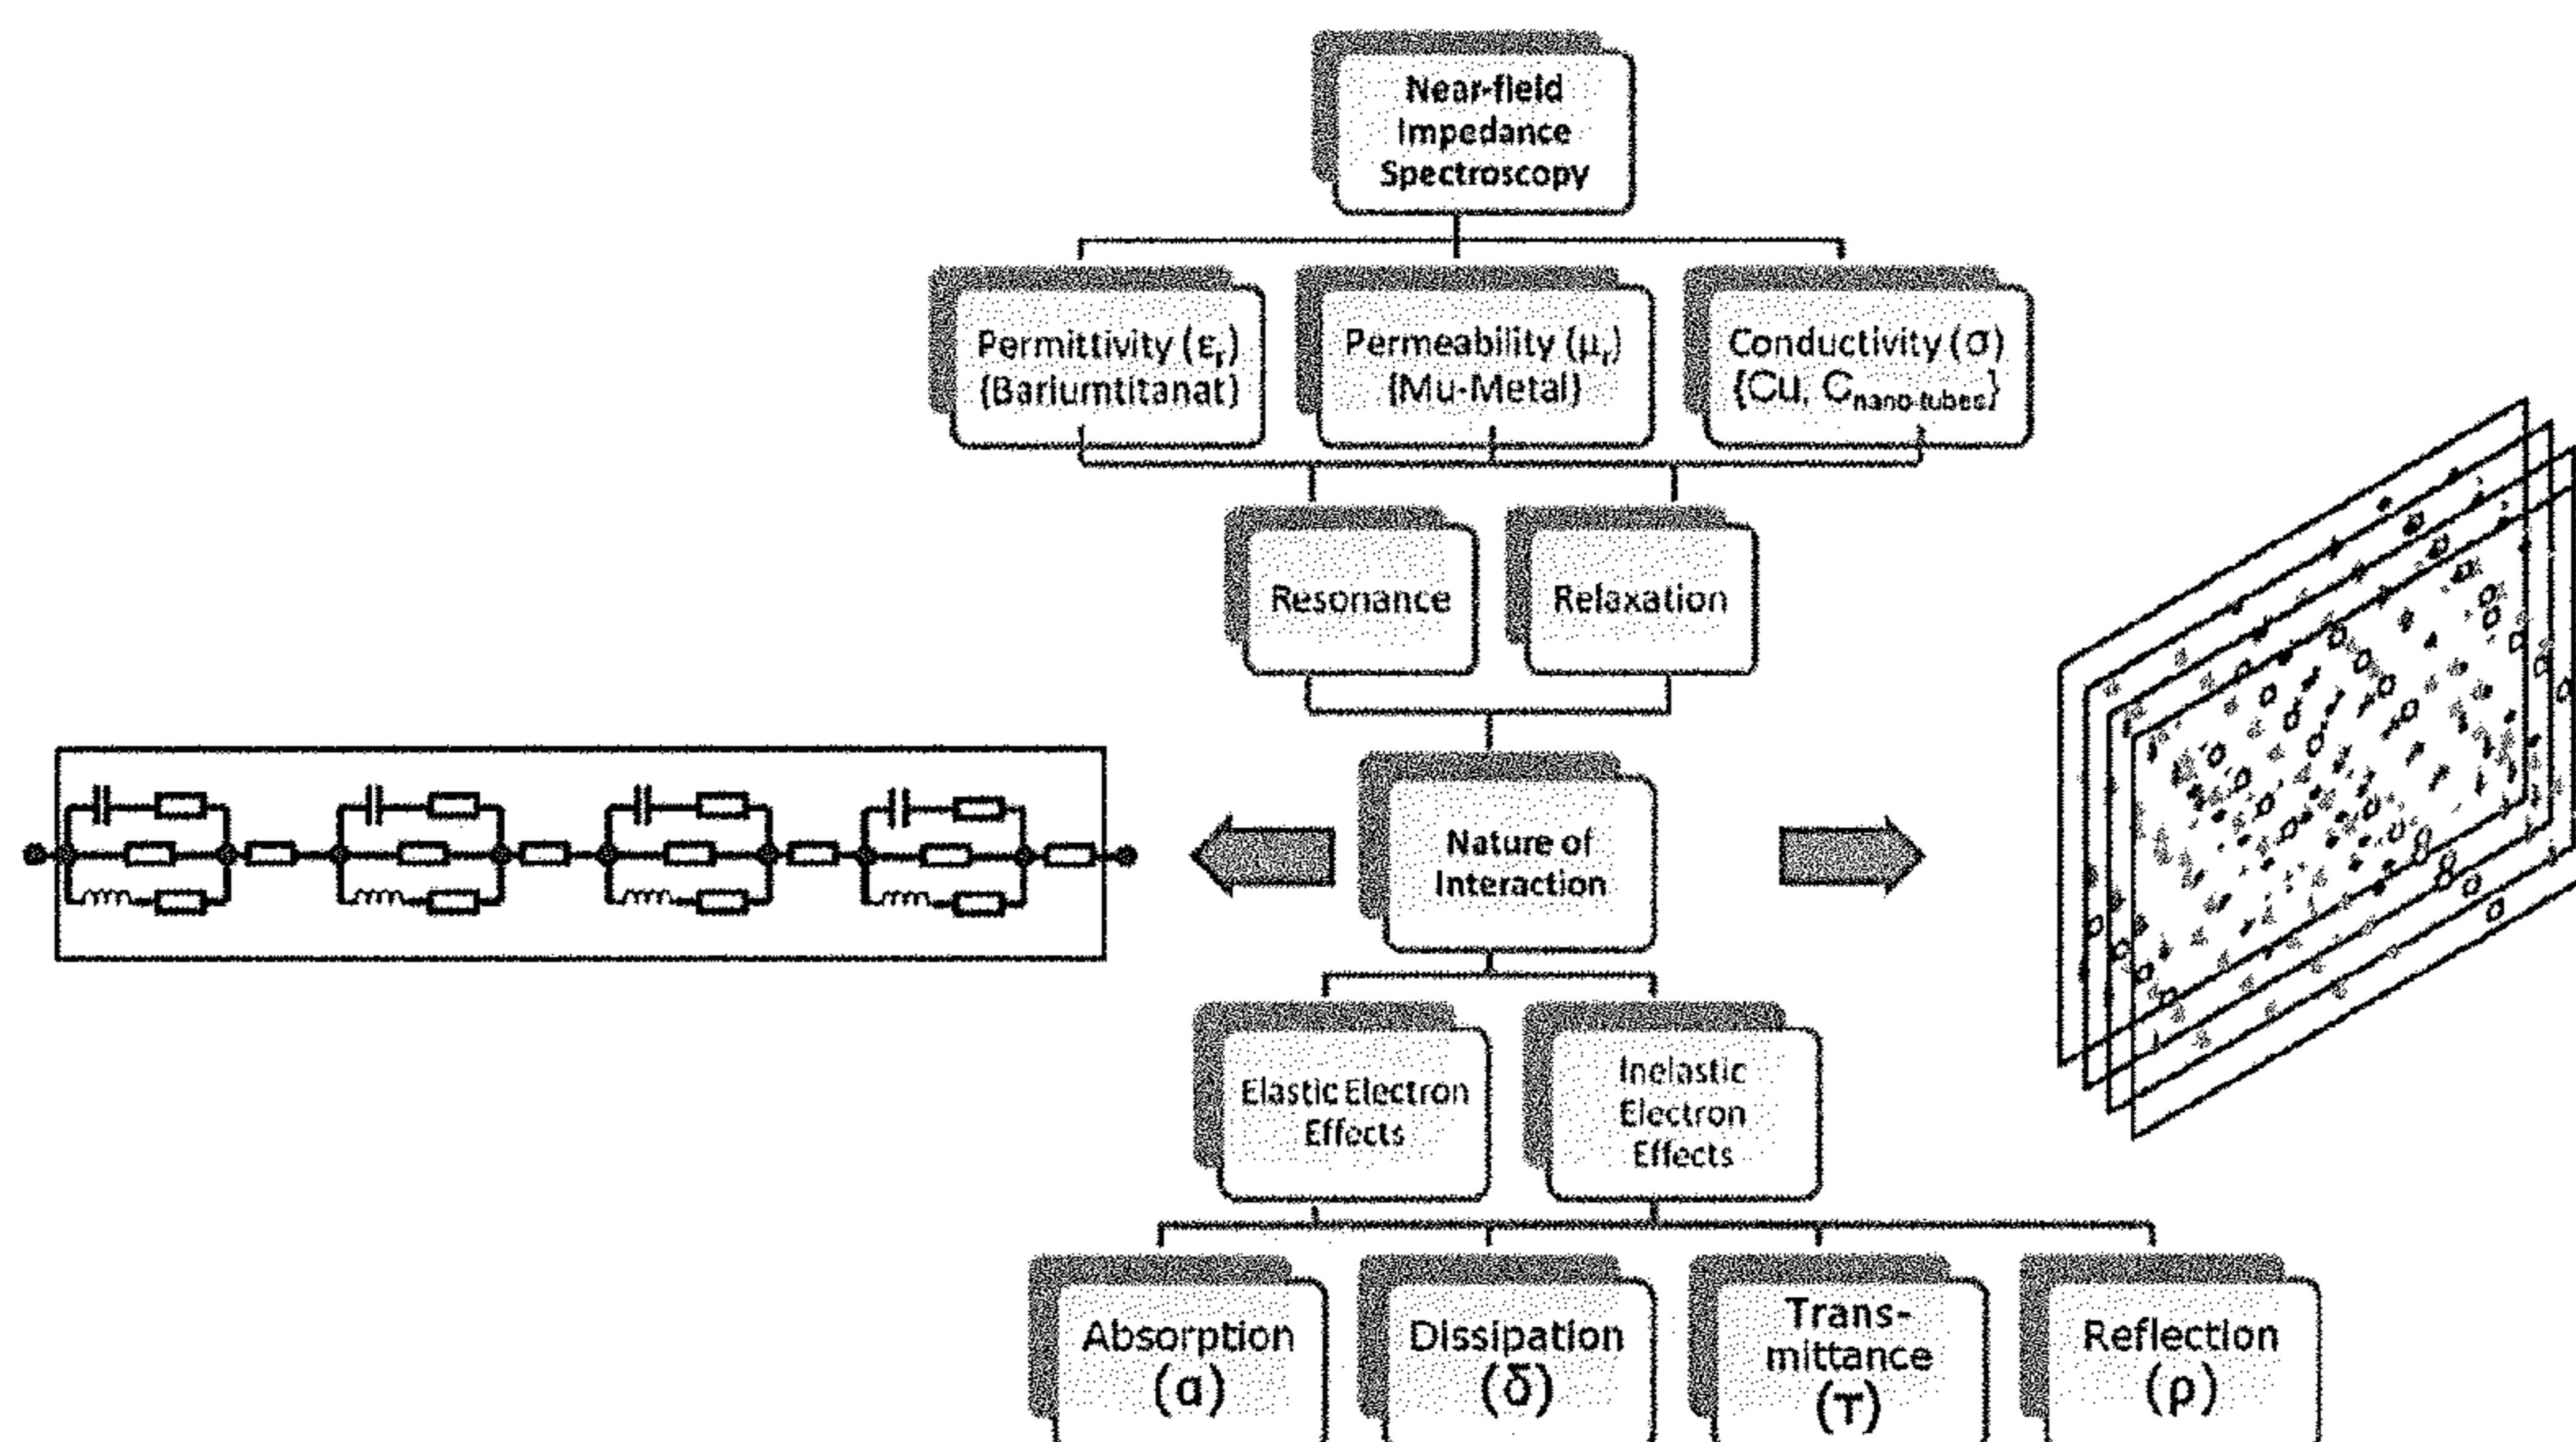 Near-field
Impedance
Spectroscopy
Permittivity (εr)
(Bariumtitanat)
Permeability (μr)
(Mu-Metal)
Conductivity (σ)
(Cu, Cnano-tubes)
Resonance
Relaxation
Nature of
Interaction
Elastic Electron
Effects
Inelastic
Electron
Effects
Absorption
(α)
Dissipation
(δ)
Trans-
mittance
(τ)
Reflection
(ρ)